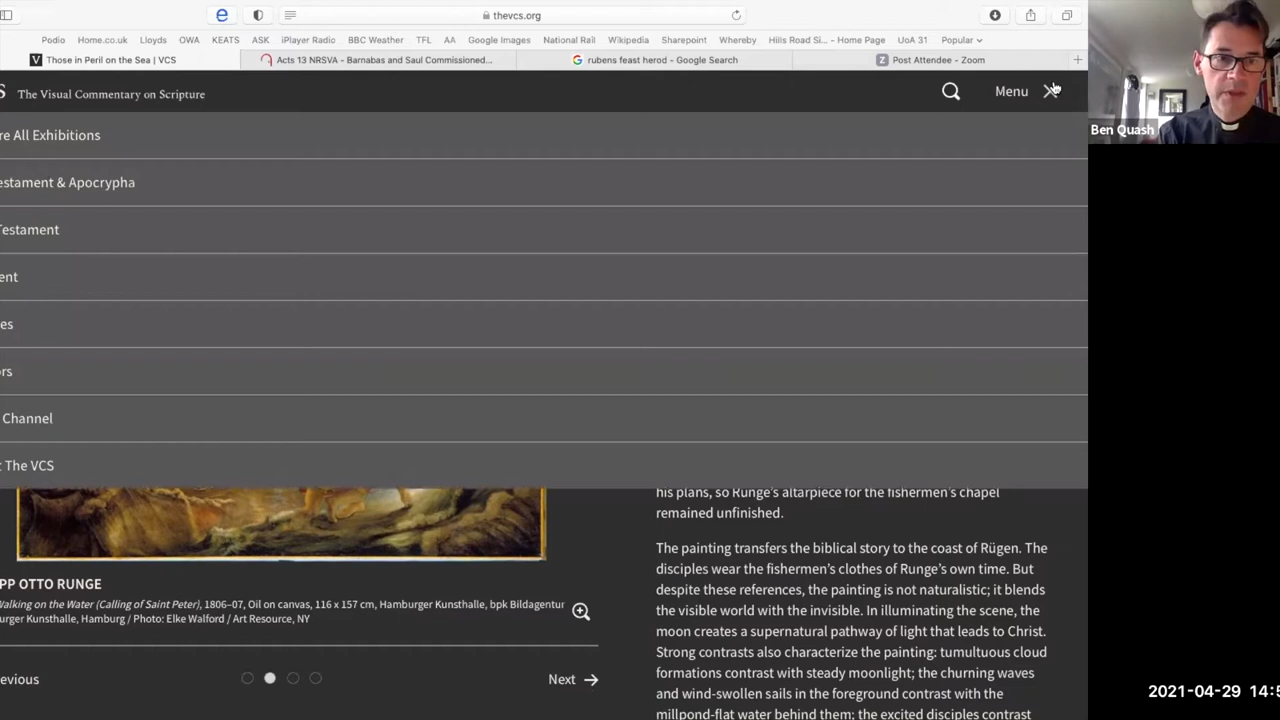 thevcs.org
Podio Home.co.uk Lloyds OWA KEATS ASK iPlayer Radio BBC Weather TFL AA Google Images National Rail Wikipedia Sharepoint Whereby Hills Road Si... - Home Page UoA 31 Popular
Those in Peril on the Sea | VCS
Acts 13 NRSVA - Barnabas and Saul Commissioned...
rubens feast herod - Google Search
Post Attendee - Zoom
S The Visual Commentary on Scripture
Menu
re All Exhibitions
estament & Apocrypha
Testament
ent
es
ors
Channel
t The VCS
Ben Quash
his plans, so Runge's altarpiece for the fishermen's chapel
remained unfinished.
The painting transfers the biblical story to the coast of Rügen. The
disciples wear the fishermen's clothes of Runge's own time. But
despite these references, the painting is not naturalistic; it blends
the visible world with the invisible. In illuminating the scene, the
moon creates a supernatural pathway of light that leads to Christ.
Strong contrasts also characterize the painting: tumultuous cloud
formations contrast with steady moonlight; the churning waves
and wind-swollen sails in the foreground contrast with the
millpond-flat water behind them; the excited disciples contrast
PP OTTO RUNGE
Walking on the Water (Calling of Saint Peter), 1806–07, Oil on canvas, 116 x 157 cm, Hamburger Kunsthalle, bpk Bildagentur
urger Kunsthalle, Hamburg / Photo: Elke Walford / Art Resource, NY
evious
Next
2021-04-29 14:5